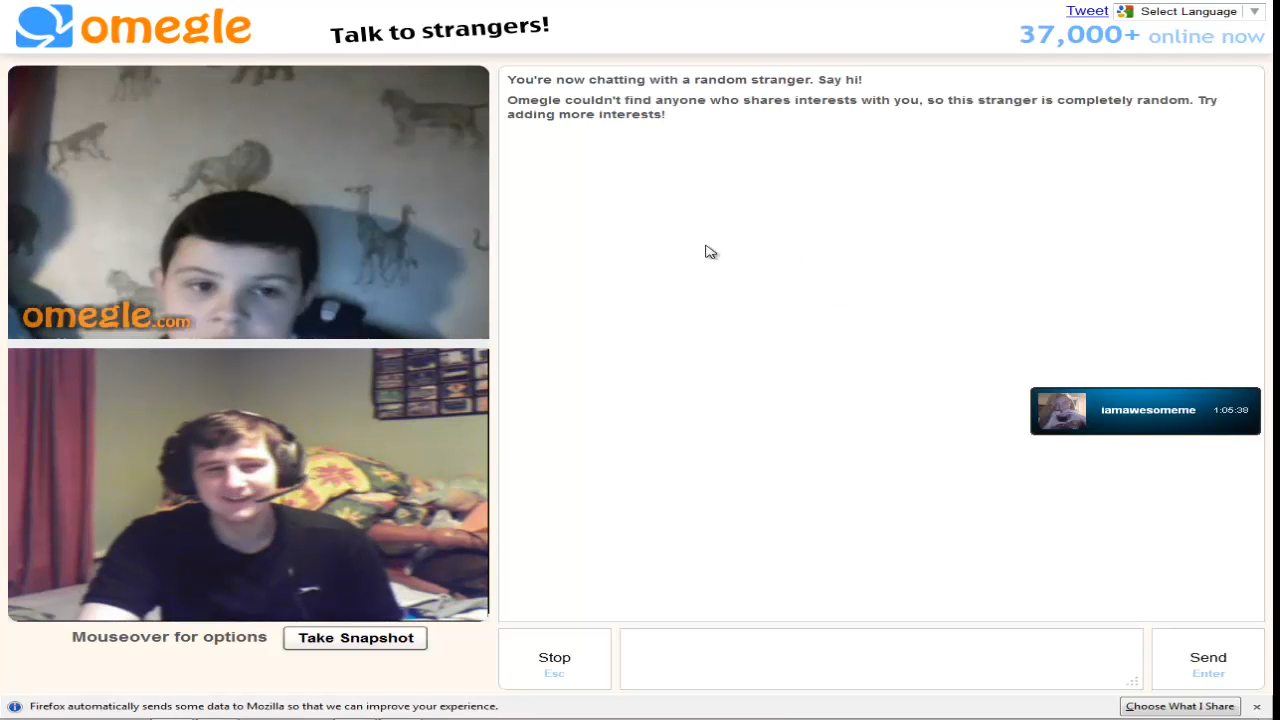 omegle
Talk to strangers!
Tweet
Select Language
37,000+ online now
You're now chatting with a random stranger. Say hi!
Omegle couldn't find anyone who shares interests with you, so this stranger is completely random. Try
adding more interests!
omegle.com
iamawesomeme 1:05:38
Mouseover for options
Take Snapshot
Stop
Esc
Send
Enter
Firefox automatically sends some data to Mozilla so that we can improve your experience.
Choose What I Share